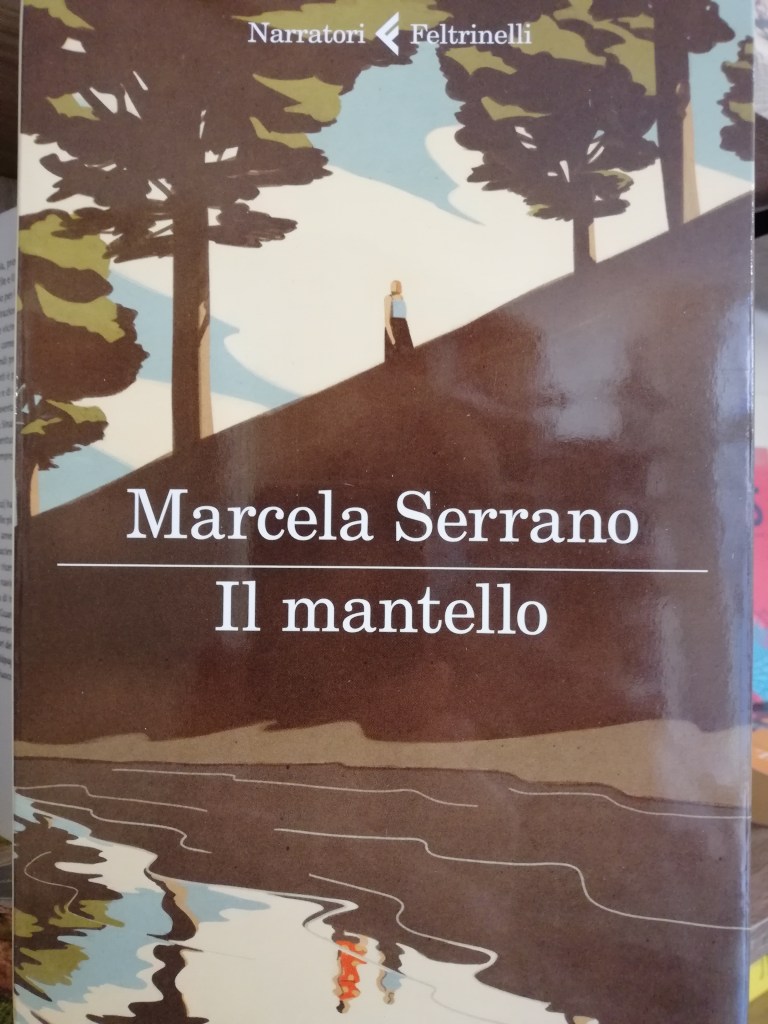 Narratori Feltrinelli
Marcela Serrano
Il mantello